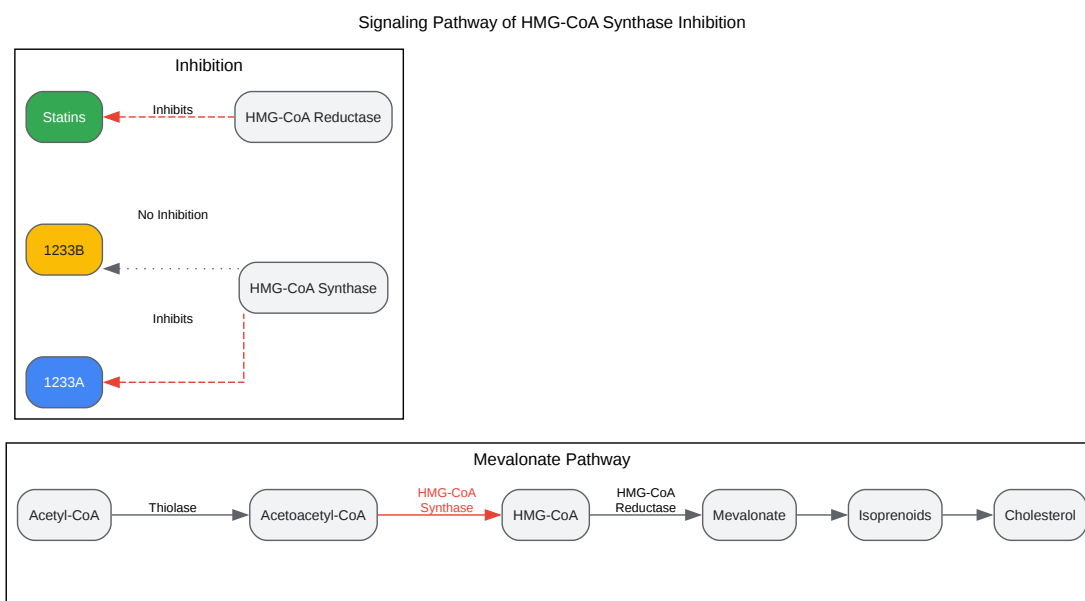 Signaling Pathway of HMG-CoA Synthase Inhibition
Inhibition
Statins
Inhibits
HMG-CoA Reductase
No Inhibition
1233B
HMG-CoA Synthase
Inhibits
1233A
Mevalonate Pathway
Acetyl-CoA
Thiolase
Acetoacetyl-CoA
HMG-CoA
Synthase
HMG-CoA
HMG-CoA
Reductase
Mevalonate
Isoprenoids
Cholesterol